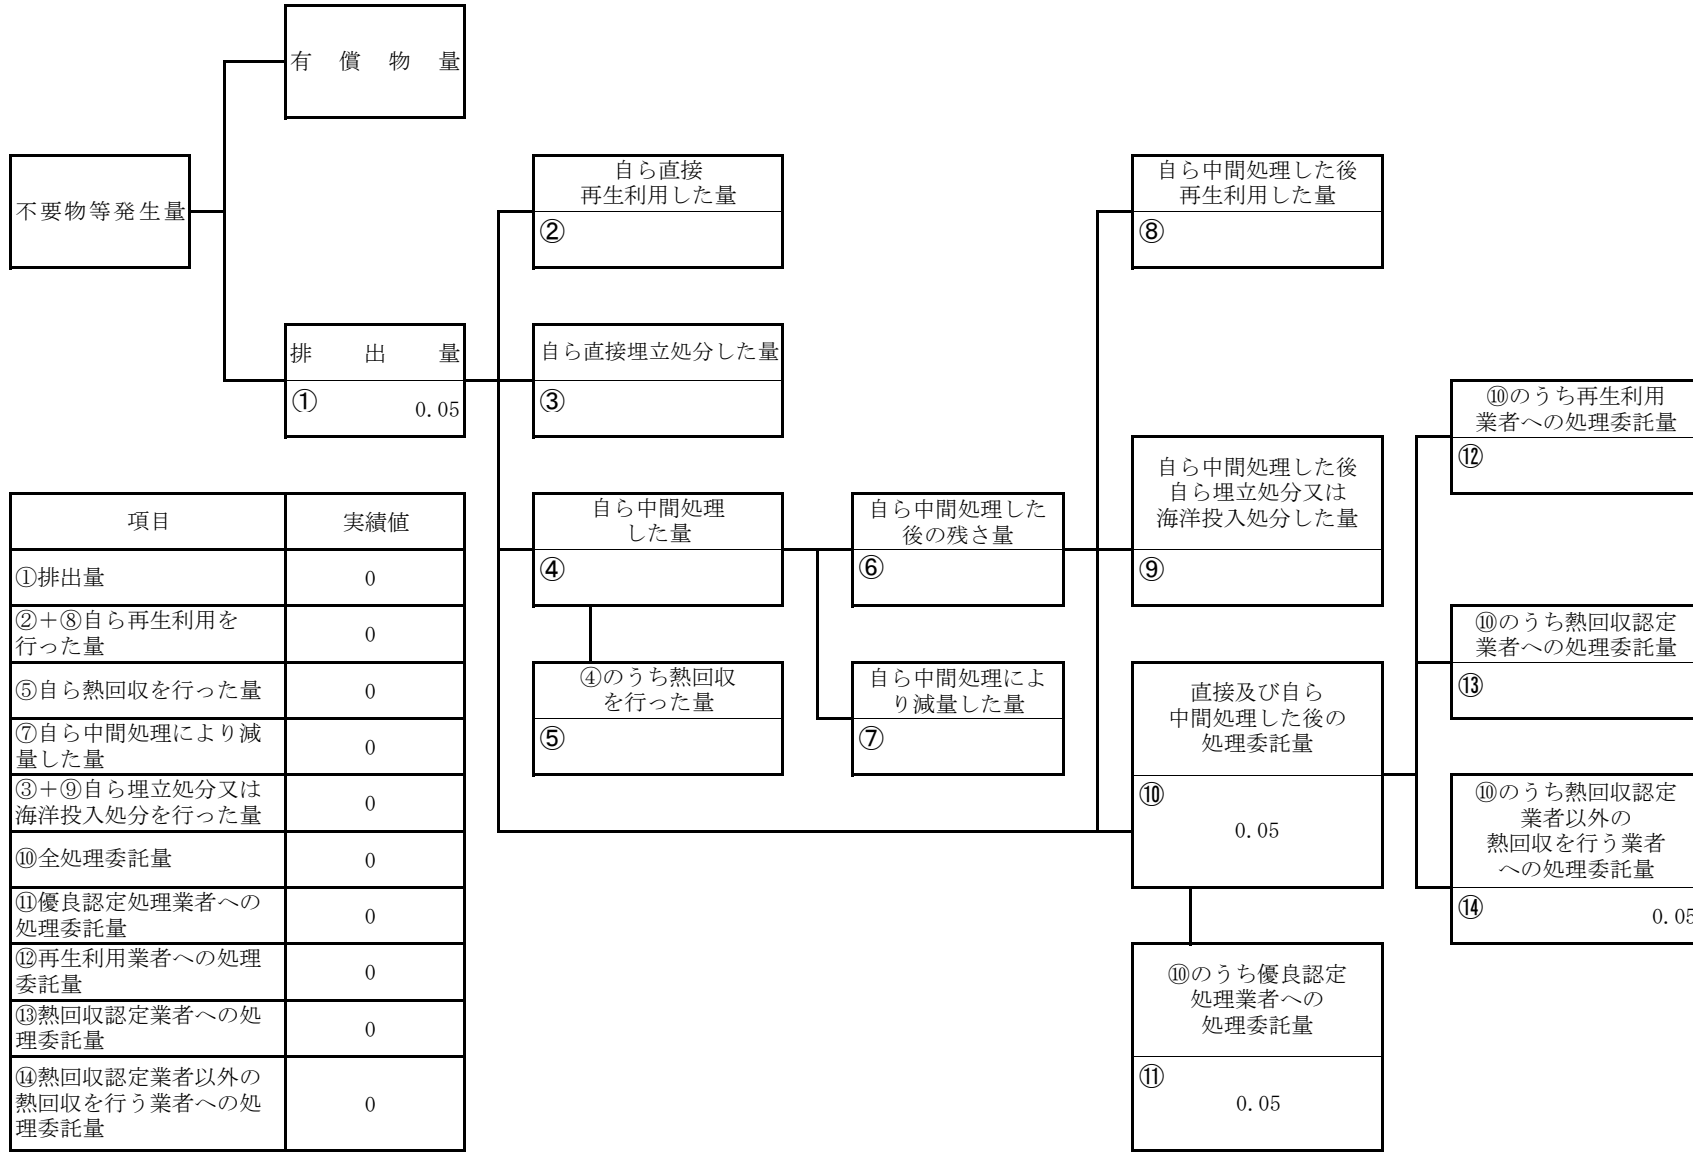 有償物量
不要物等発生量
排出量
①
0.05
自ら直接
再生利用した量
②
自ら直接埋立処分した量
③
自ら中間処理
した量
④
④のうち熱回収
を行った量
⑤
自ら中間処理した
後の残さ量
⑥
自ら中間処理によ
り減量した量
⑦
自ら中間処理した後
再生利用した量
⑧
自ら中間処理した後
自ら埋立処分又は
海洋投入処分した量
⑨
直接及び自ら
中間処理した後の
処理委託量
⑩
0.05
⑩のうち優良認定
処理業者への
処理委託量
⑪
0.05
⑩のうち再生利用
業者への処理委託量
⑫
⑩のうち熱回収認定
業者への処理委託量
⑬
⑩のうち熱回収認定
業者以外の
熱回収を行う業者
への処理委託量
⑭
0.05
項目 実績値
①排出量 0
②＋⑧自ら再生利用を
行った量 0
⑤自ら熱回収を行った量 0
⑦自ら中間処理により減
量した量 0
③＋⑨自ら埋立処分又は
海洋投入処分を行った量 0
⑩全処理委託量 0
⑪優良認定処理業者への
処理委託量 0
⑫再生利用業者への処理
委託量 0
⑬熱回収認定業者への処
理委託量 0
⑭熱回収認定業者以外の
熱回収を行う業者への処
理委託量 0